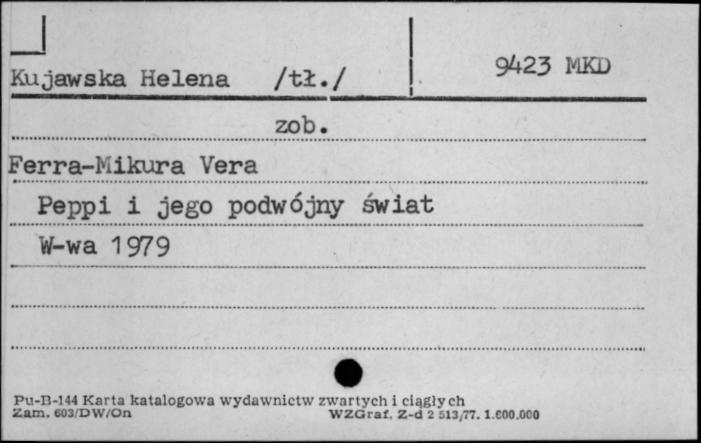 Kujawska Helena /tł./ 9423 MKD
zob.
Ferra-Mikura Vera
Peppi i jego podwójny świat
W-wa 1979
Pu-B-144 Karta katalogowa wydawnictw zwartych i ciągłych
Zam. 603/DW/On WZGraf. Z-d 2 513/77. 1.600.000